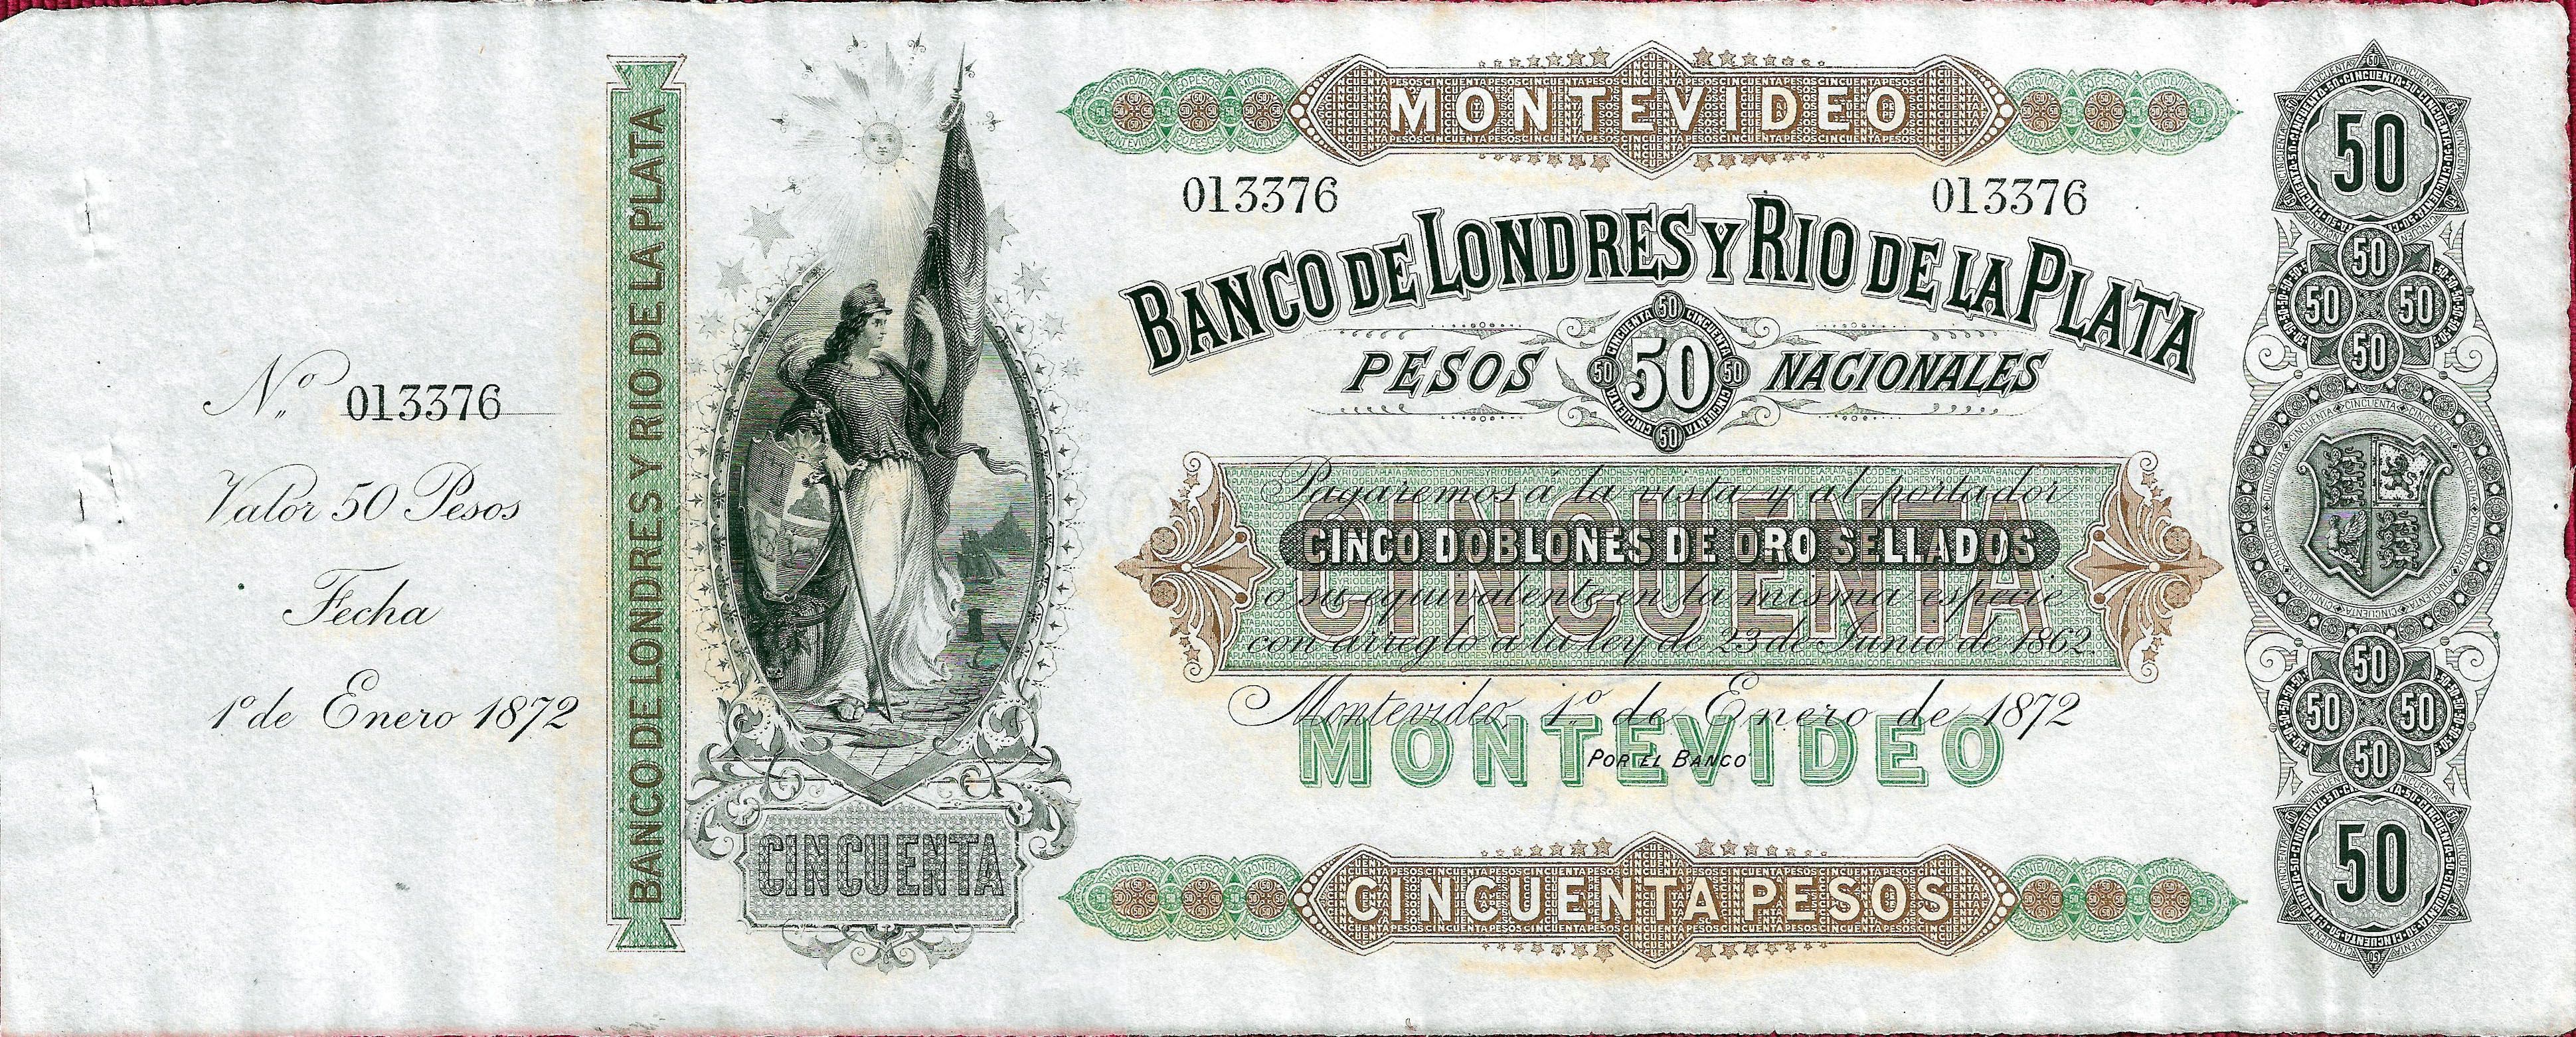 Nº 013376
Valor 50 Pesos
Fecha
1º de Enero 1872
BANCO DE LONDRES Y RIO DE LA PLATA
CINCUENTA
MONTEVIDEO
013376 013376
BANCO DE LONDRES Y RIO DE LA PLATA
PESOS 50 NACIONALES
CINCUENTA
Pagaremos a la vista y al portador
CINCO DOBLONES DE ORO SELLADOS
ó su equivalente en la misma especie
con arreglo a la ley de 23 de Junio de 1862
Montevideo 1º de Enero de 1872
MONTEVIDEO
POR EL BANCO
CINCUENTA PESOS
50
50
50 50
50
50
50 50
50
50